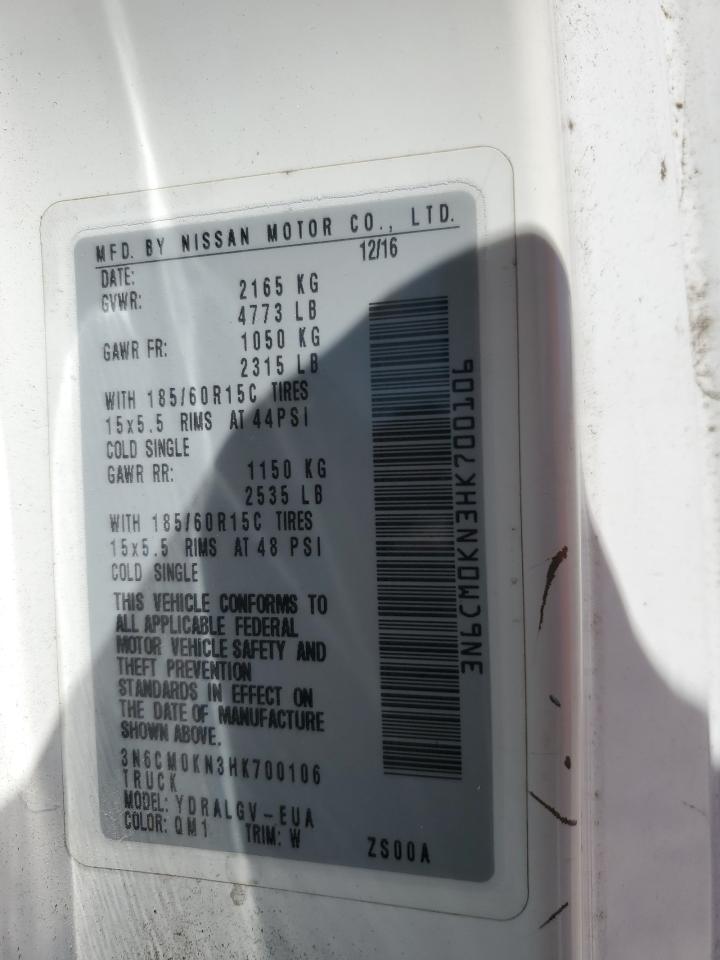 MFD. BY NISSAN MOTOR CO., LTD.
DATE: 12/16
GVWR: 2165 KG
4773 LB
GAWR FR: 1050 KG
2315 LB
WITH 185/60R15C TIRES
15x5.5 RIMS AT 44PSI
COLD SINGLE
GAWR RR: 1150 KG
2535 LB
WITH 185/60R15C TIRES
15x5.5 RIMS AT 48 PSI
COLD SINGLE
THIS VEHICLE CONFORMS TO
ALL APPLICABLE FEDERAL
MOTOR VEHICLE SAFETY AND
THEFT PREVENTION
STANDARDS IN EFFECT ON
THE DATE OF MANUFACTURE
SHOWN ABOVE.
3N6CM0KN3HK700106
TRUCK
MODEL: YDRALGV-EUA
COLOR: QM1 TRIM: W ZS00A
3N6CM0KN3HK700106